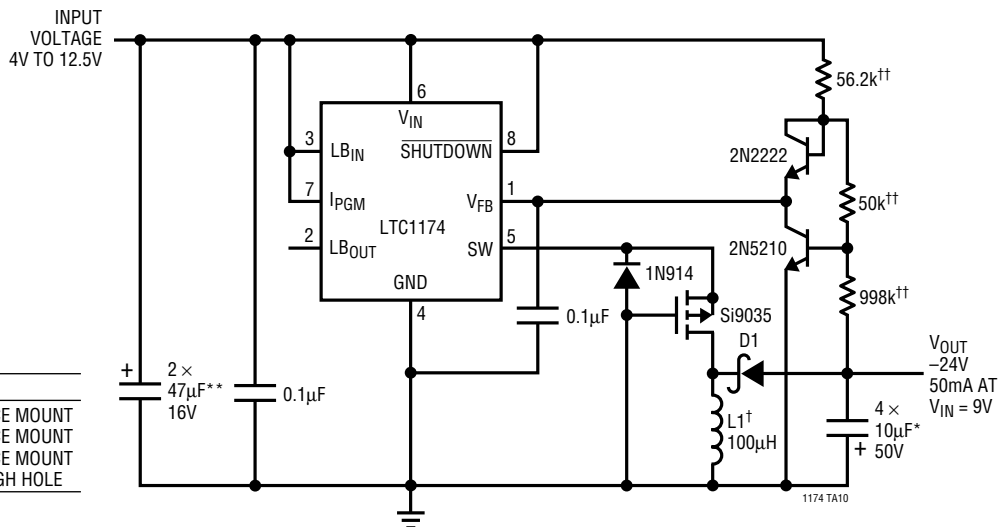 INPUT
VOLTAGE
4V TO 12.5V
6
VIN
3
LBIN
SHUTDOWN
8
7
IPGM
VFB
1
LTC1174
2
LBOUT
SW
5
GND
4
56.2k††
2N2222
50k††
2N5210
998k††
1N914
0.1µF
Si9035
D1
L1†
100µH
VOUT
–24V
50mA AT
VIN = 9V
+
2 ×
47µF**
16V
0.1µF
4 ×
10µF*
+ 50V
CE MOUNT
CE MOUNT
CE MOUNT
GH HOLE
1174 TA10